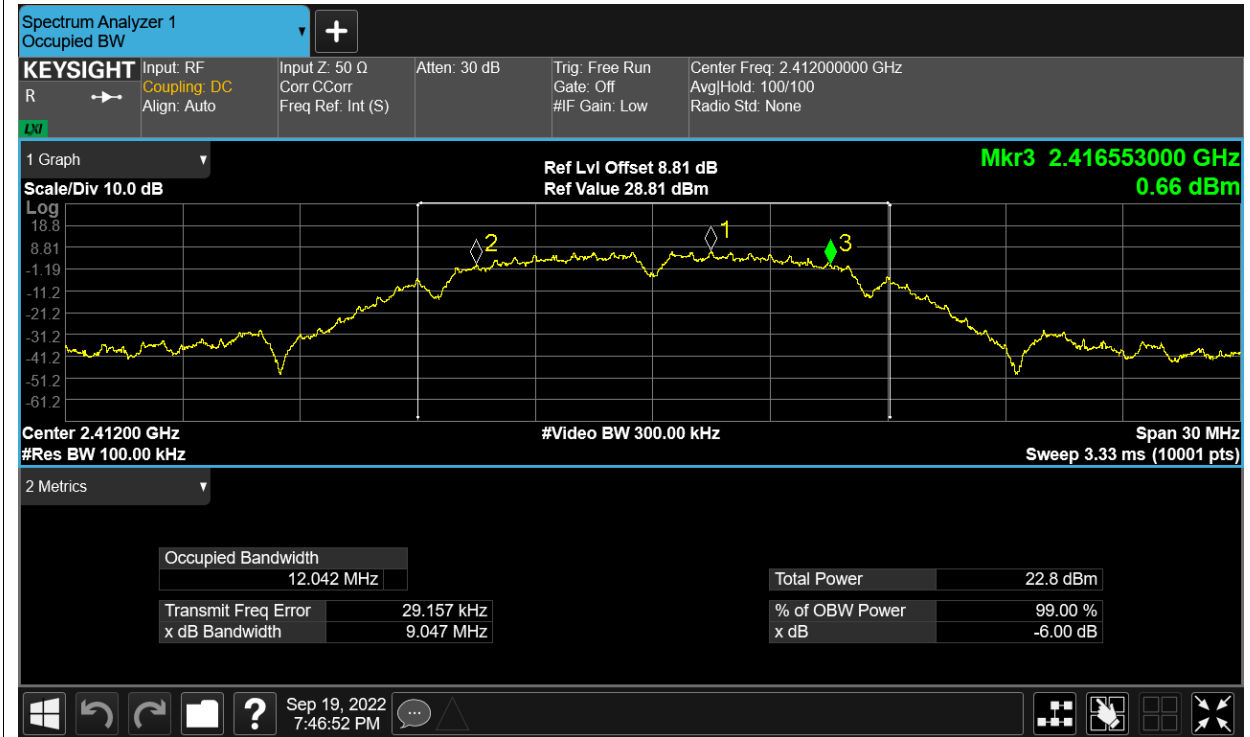 Spectrum Analyzer 1
Occupied BW
KEYSIGHT
R
LXI
Input: RF
Coupling: DC
Align: Auto
Input Z: 50 Ω
Corr CCorr
Freq Ref: Int (S)
Atten: 30 dB
Trig: Free Run
Gate: Off
#IF Gain: Low
Center Freq: 2.412000000 GHz
Avg|Hold: 100/100
Radio Std: None
1 Graph
Scale/Div 10.0 dB
Ref Lvl Offset 8.81 dB
Ref Value 28.81 dBm
Mkr3 2.416553000 GHz
0.66 dBm
Log
18.8
8.81
-1.19
-11.2
-21.2
-31.2
-41.2
-51.2
-61.2
2
1
3
Center 2.41200 GHz
#Res BW 100.00 kHz
#Video BW 300.00 kHz
Span 30 MHz
Sweep 3.33 ms (10001 pts)
2 Metrics
Occupied Bandwidth
12.042 MHz
Transmit Freq Error 29.157 kHz
x dB Bandwidth 9.047 MHz
Total Power 22.8 dBm
% of OBW Power 99.00 %
x dB -6.00 dB
?
Sep 19, 2022
7:46:52 PM